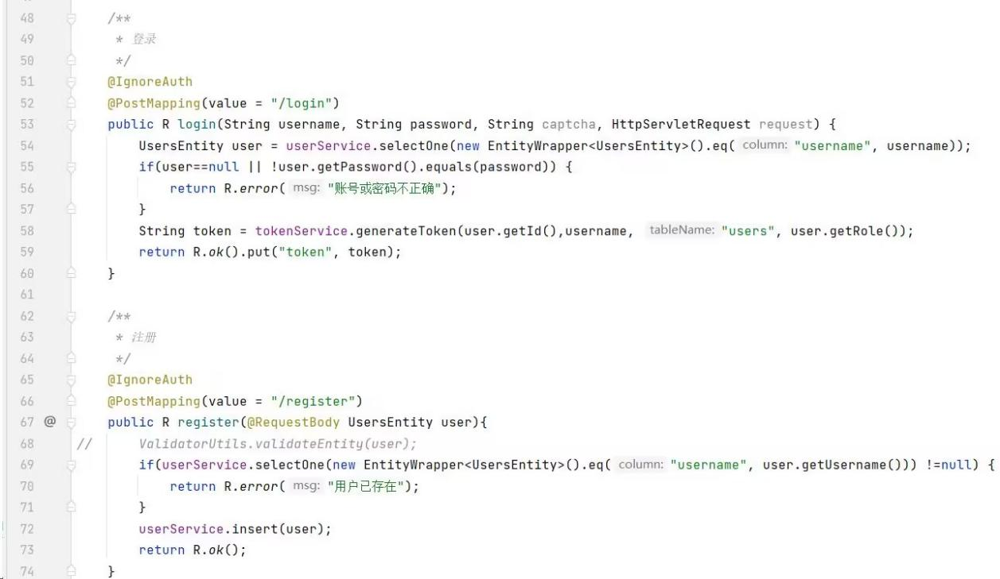 48 /**
49 * 登录
50 */
51 @IgnoreAuth
52 @PostMapping(value = "/login")
53 public R login(String username, String password, String captcha, HttpServletRequest request) {
54 UsersEntity user = userService.selectOne(new EntityWrapper<UsersEntity>().eq( column: "username", username));
55 if(user==null || !user.getPassword().equals(password)) {
56 return R.error( msg: "账号或密码不正确");
57 }
58 String token = tokenService.generateToken(user.getId(),username, tableName: "users", user.getRole());
59 return R.ok().put("token", token);
60 }
61
62 /**
63 * 注册
64 */
65 @IgnoreAuth
66 @PostMapping(value = "/register")
67 @ public R register(@RequestBody UsersEntity user){
68 // ValidatorUtils.validateEntity(user);
69 if(userService.selectOne(new EntityWrapper<UsersEntity>().eq( column: "username", user.getUsername())) !=null) {
70 return R.error( msg: "用户已存在");
71 }
72 userService.insert(user);
73 return R.ok();
74 }